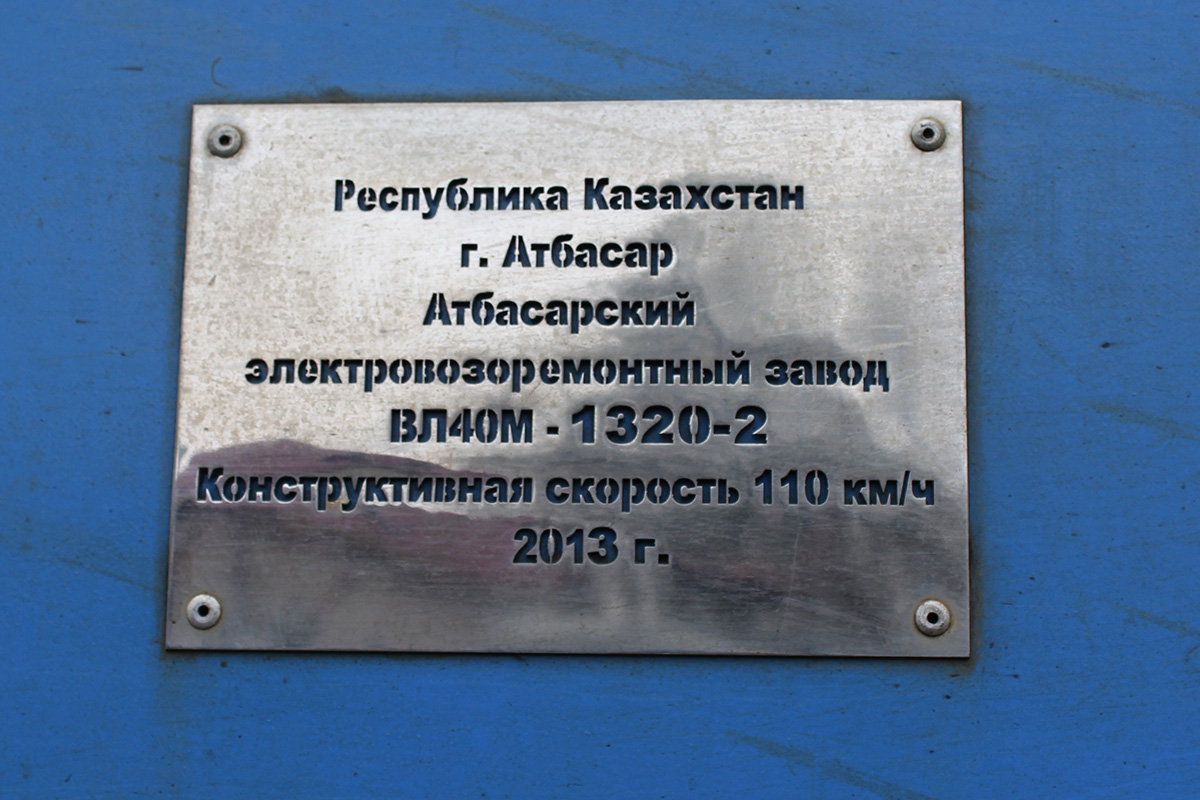 Республика Казахстан
г. Атбасар
Атбасарский
электровозоремонтный завод
ВЛ40М - 1320-2
Конструктивная скорость 110 км/ч
2013 г.